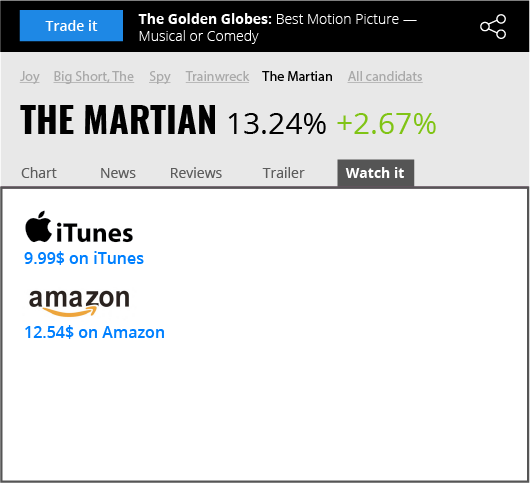 Trade it
The Golden Globes: Best Motion Picture —
Musical or Comedy
Joy Big Short, The Spy Trainwreck The Martian All candidats
THE MARTIAN 13.24% +2.67%
Chart News Reviews Trailer Watch it
iTunes
9.99$ on iTunes
amazon
12.54$ on Amazon